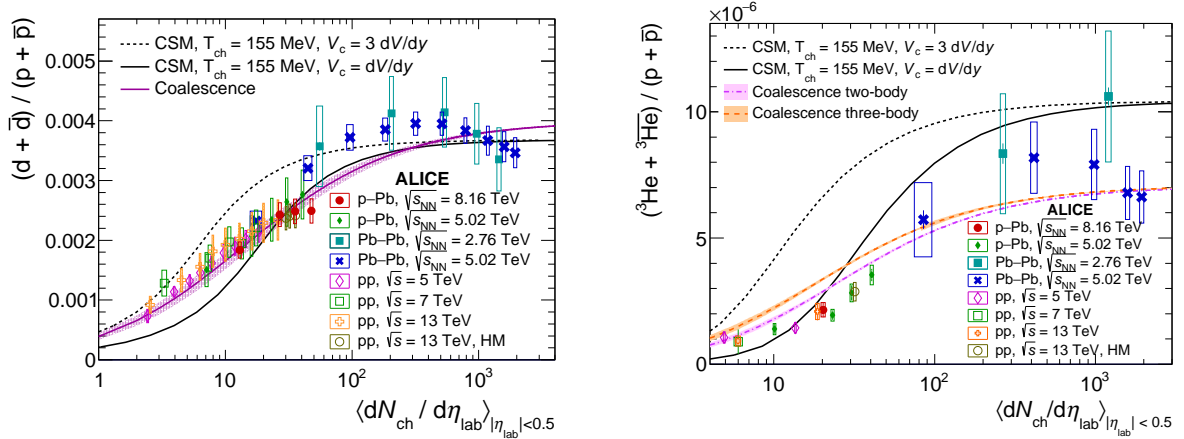 (d + d̅) / (p + p̅)
0.005
0.004
0.003
0.002
0.001
0
CSM, T_ch = 155 MeV, V_c = 3 dV/dy
CSM, T_ch = 155 MeV, V_c = dV/dy
Coalescence
ALICE
p–Pb, √s_NN = 8.16 TeV
p–Pb, √s_NN = 5.02 TeV
Pb–Pb, √s_NN = 2.76 TeV
Pb–Pb, √s_NN = 5.02 TeV
pp, √s = 5 TeV
pp, √s = 7 TeV
pp, √s = 13 TeV
pp, √s = 13 TeV, HM
1 10 10² 10³
⟨dN_ch / dη_lab⟩_|η_lab|<0.5
×10⁻⁶
(³He + ³H̅e̅) / (p + p̅)
10
5
0
CSM, T_ch = 155 MeV, V_c = 3 dV/dy
CSM, T_ch = 155 MeV, V_c = dV/dy
Coalescence two-body
Coalescence three-body
ALICE
p–Pb, √s_NN = 8.16 TeV
p–Pb, √s_NN = 5.02 TeV
Pb–Pb, √s_NN = 2.76 TeV
Pb–Pb, √s_NN = 5.02 TeV
pp, √s = 5 TeV
pp, √s = 7 TeV
pp, √s = 13 TeV
pp, √s = 13 TeV, HM
10 10² 10³
⟨dN_ch/dη_lab⟩_|η_lab| < 0.5